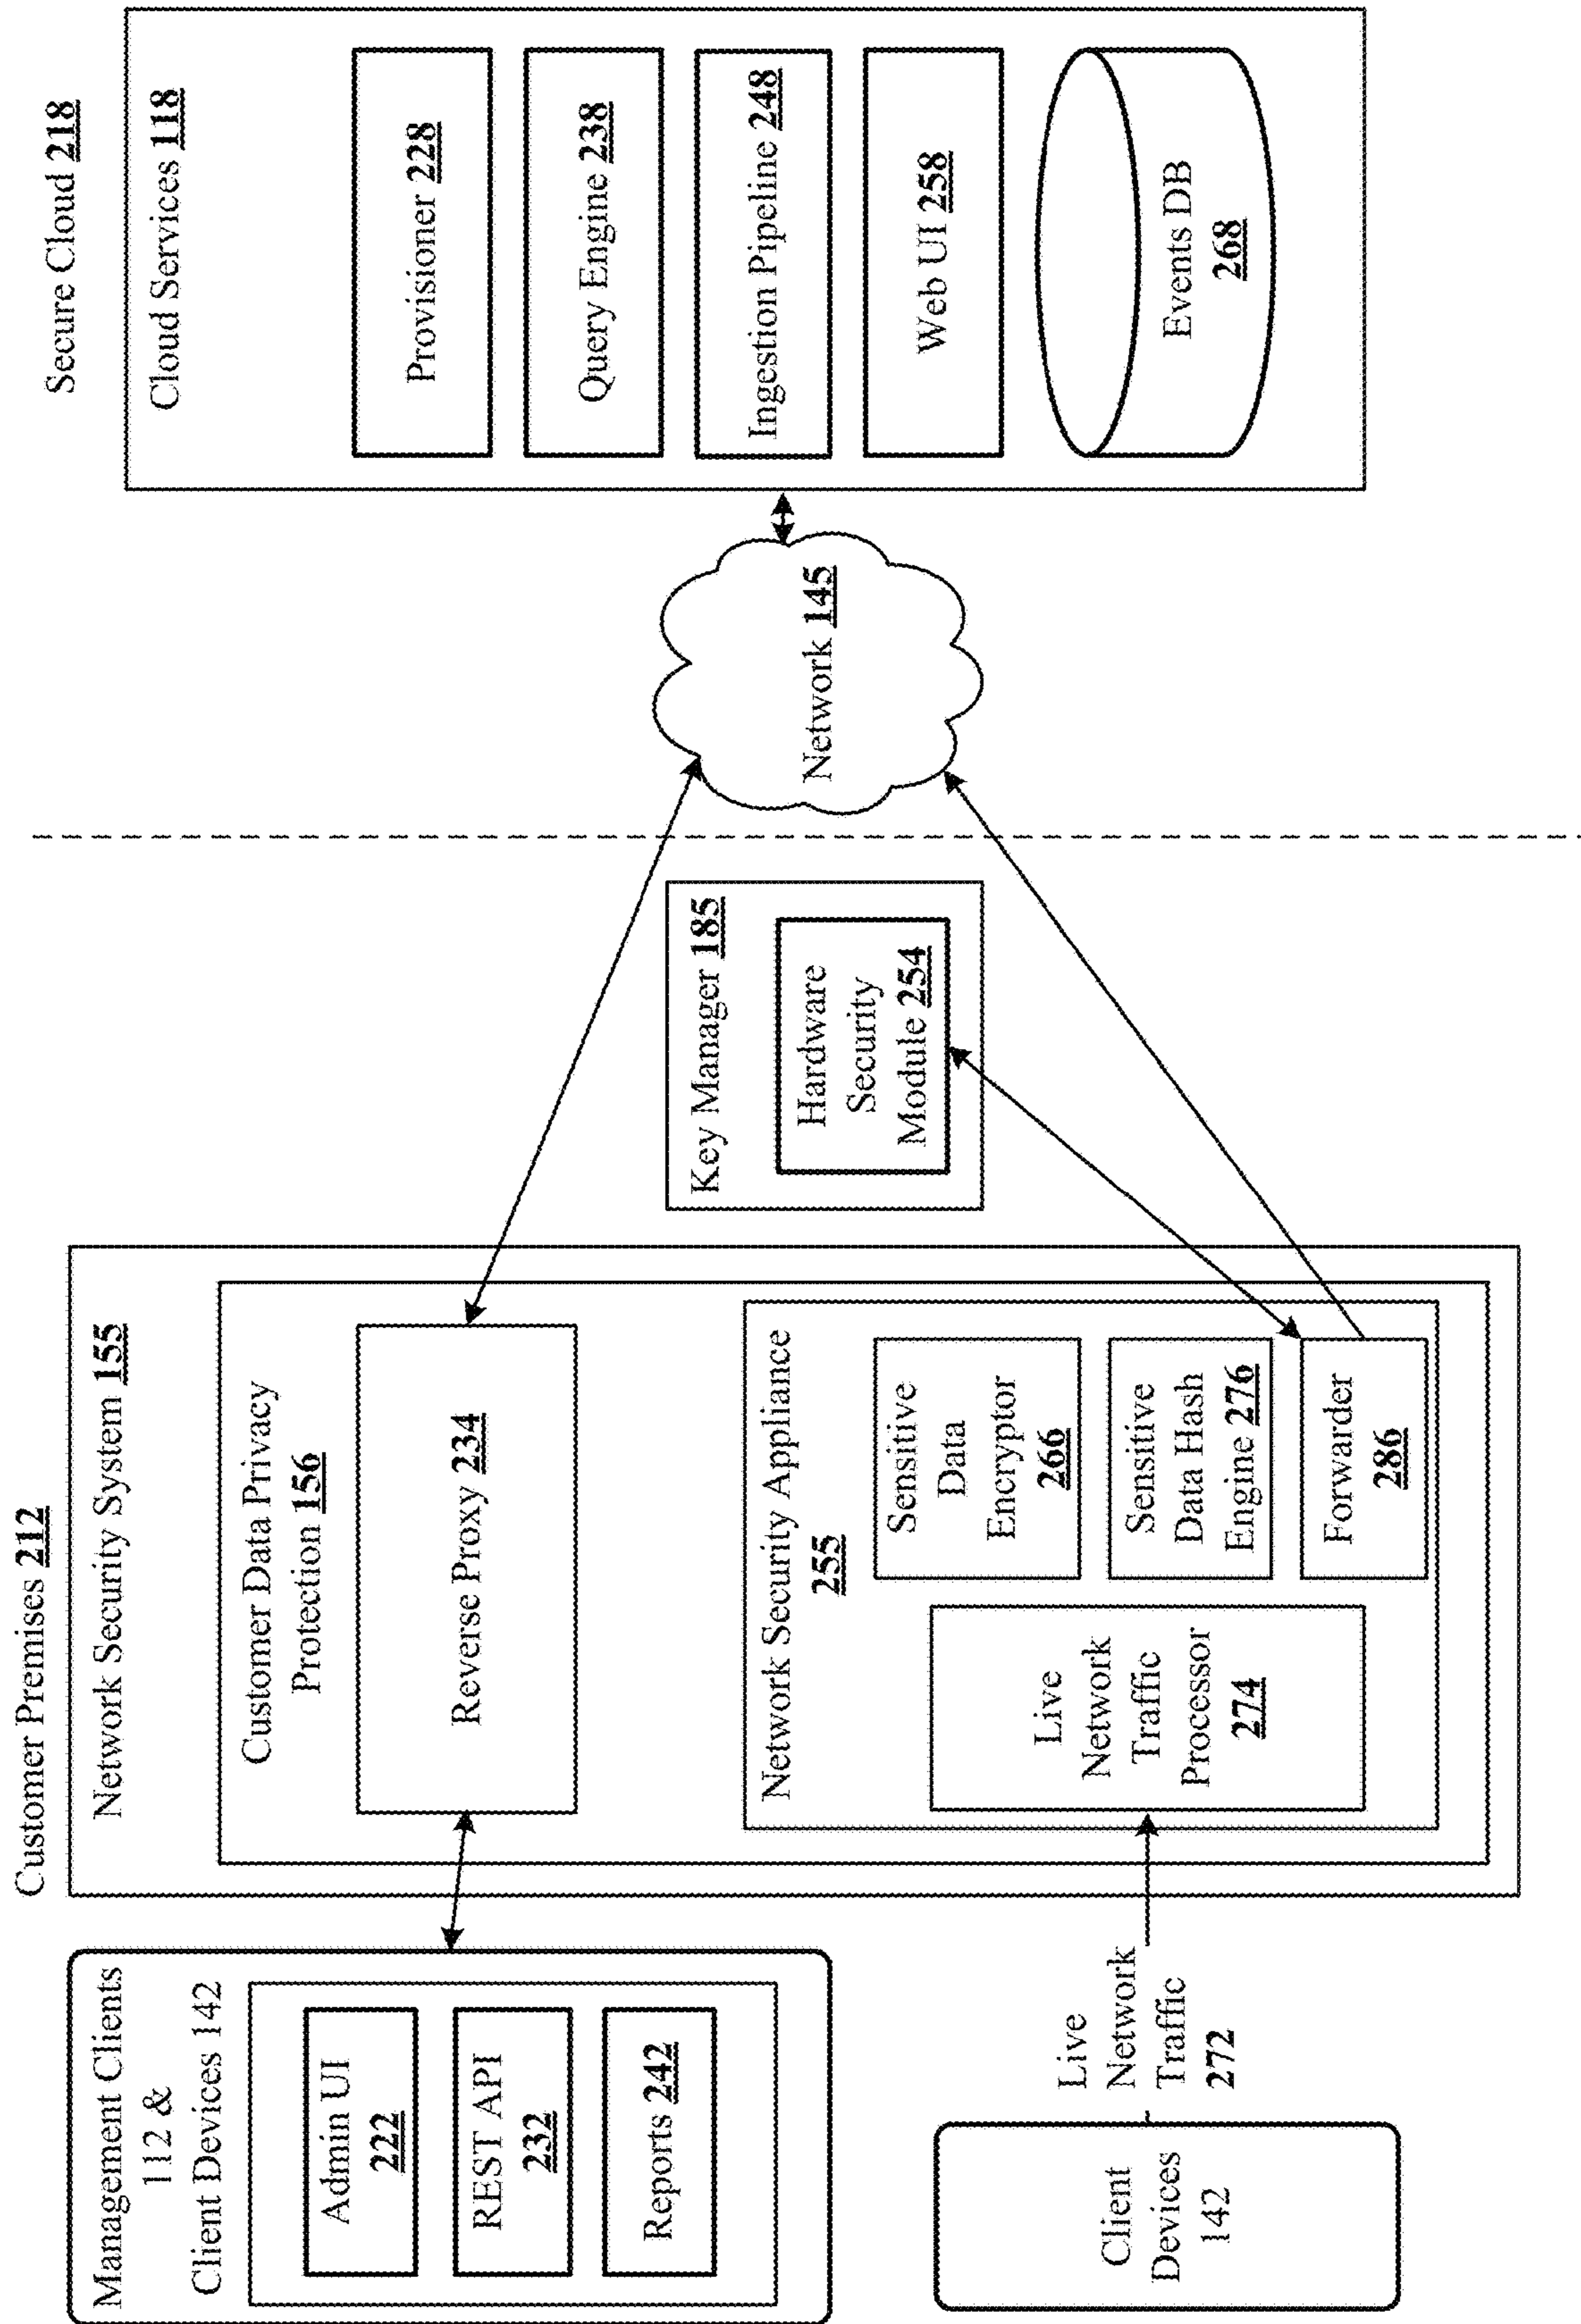 Customer Premises 212
Secure Cloud 218
Management Clients
112 &
Client Devices 142
Admin UI
222
REST API
232
Reports 242
Client
Devices
142
Live
Network
Traffic
272
Network Security System 155
Customer Data Privacy
Protection 156
Reverse Proxy 234
Network Security Appliance
255
Live
Network
Traffic
Processor
274
Sensitive
Data
Encryptor
266
Sensitive
Data Hash
Engine 276
Forwarder
286
Key Manager 185
Hardware
Security
Module 254
Network 145
Cloud Services 118
Provisioner 228
Query Engine 238
Ingestion Pipeline 248
Web UI 258
Events DB
268